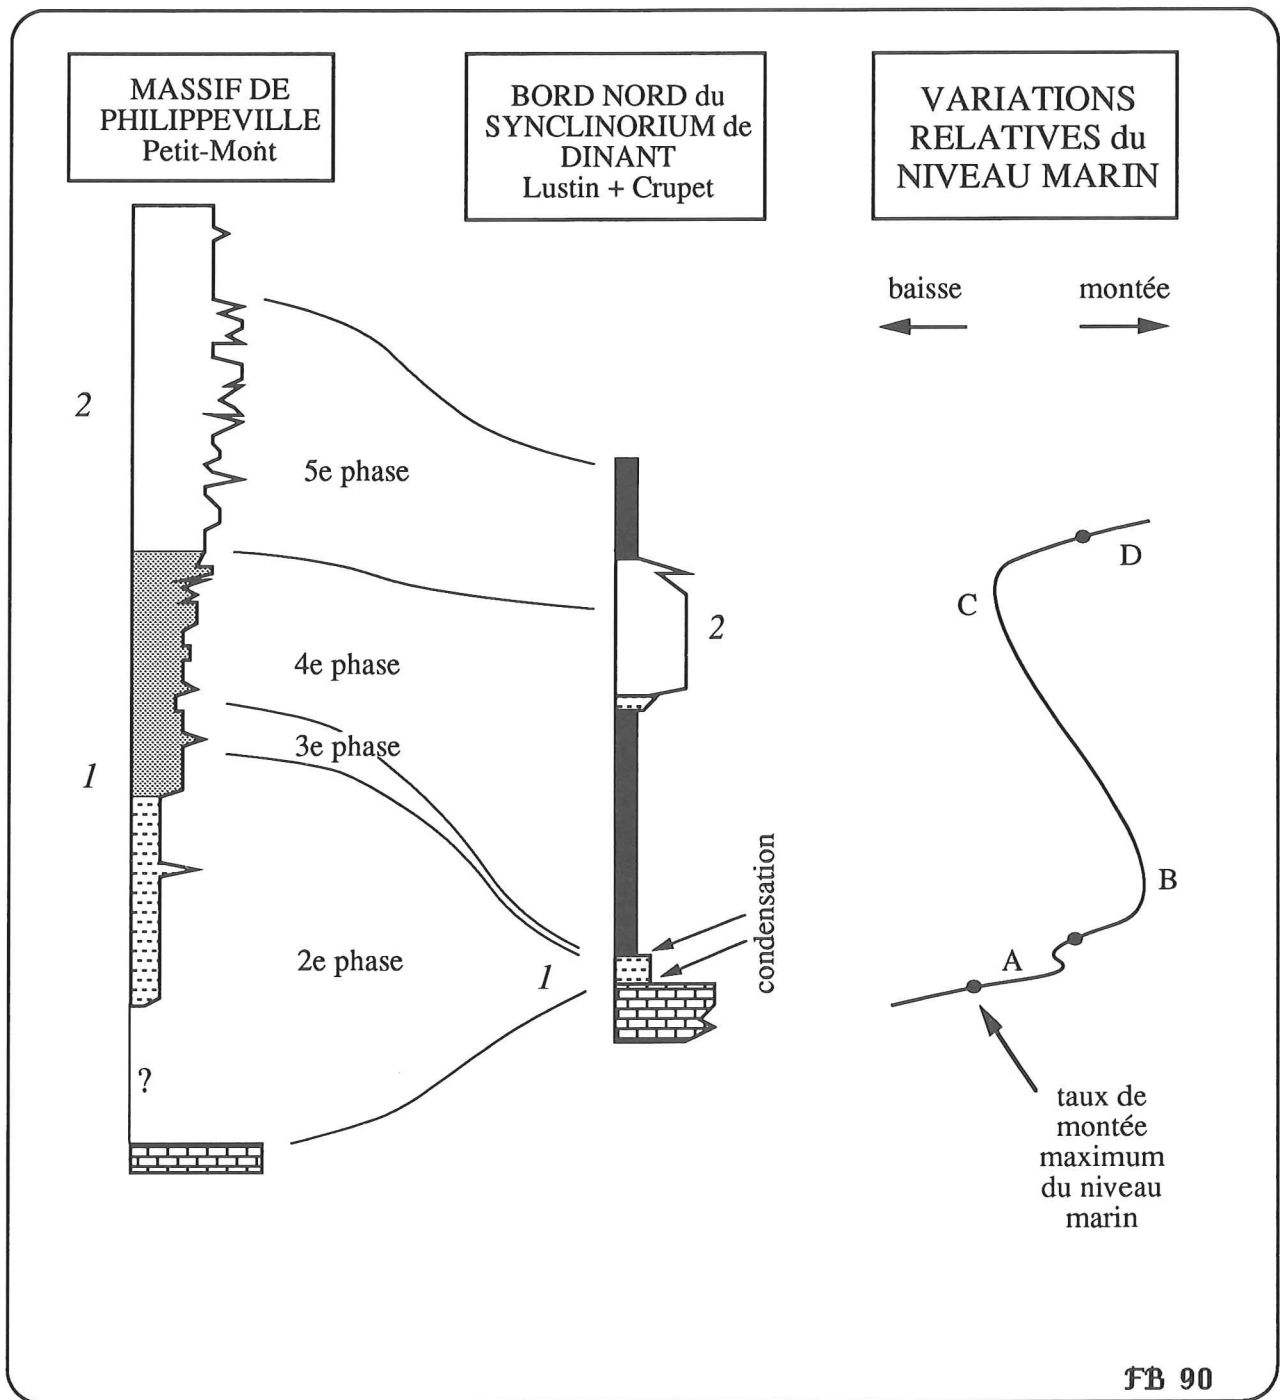 MASSIF DE
PHILIPPEVILLE
Petit-Mont
BORD NORD du
SYNCLINORIUM de
DINANT
Lustin + Crupet
VARIATIONS
RELATIVES du
NIVEAU MARIN
baisse
montée
2
5e phase
4e phase
3e phase
1
2e phase
?
2
1
condensation
D
C
B
A
taux de
montée
maximum
du niveau
marin
FB 90